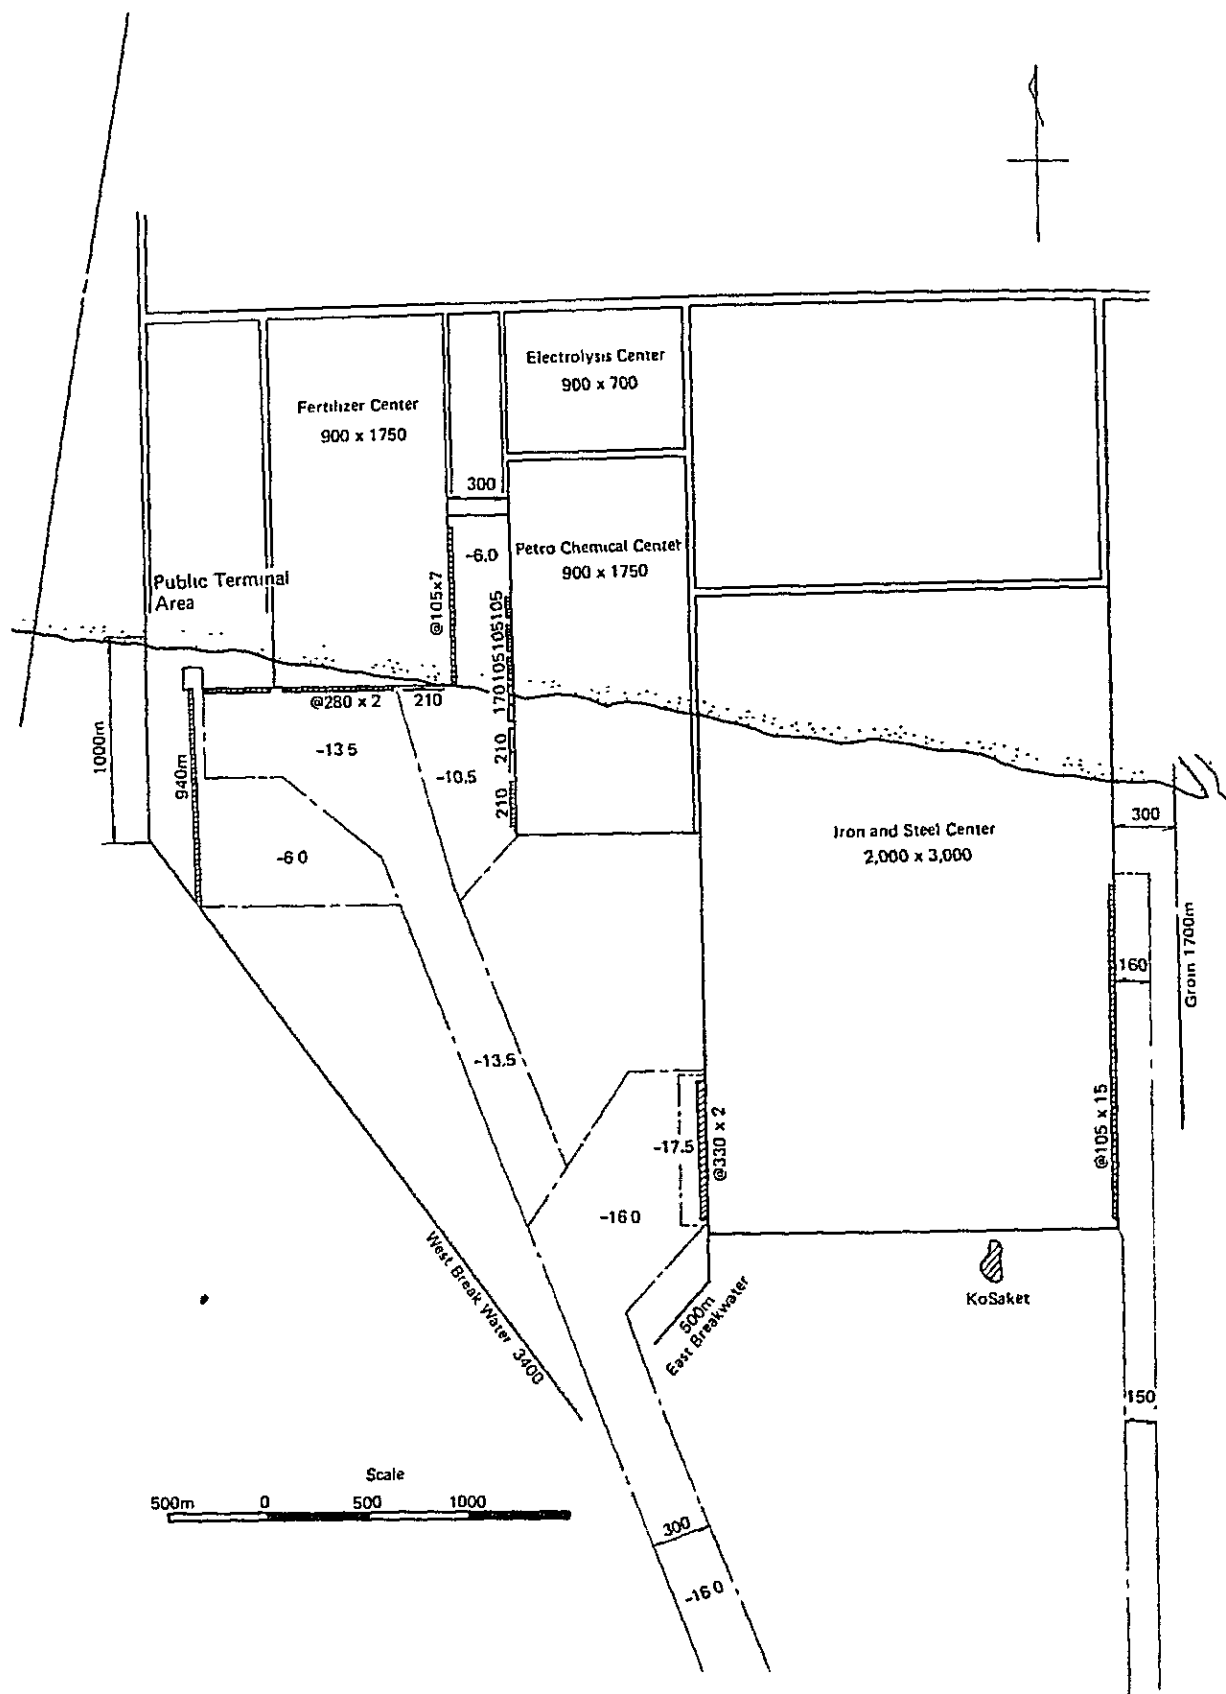 Electrolysis Center
900 x 700
Fertilizer Center
900 x 1750
300
-6.0
Petro Chemical Center
900 x 1750
Public Terminal
Area
@105x7
105
105
105
170
210
210
@280 x 2
210
1000m
940m
-13 5
-10.5
-6 0
Iron and Steel Center
2,000 x 3,000
300
160
Groin 1700m
-13.5
-17.5
@330 x 2
@105 x 15
-16 0
West Break Water 3400
500m
East Breakwater
KoSaket
150
Scale
500m 0 500 1000
300
-16 0